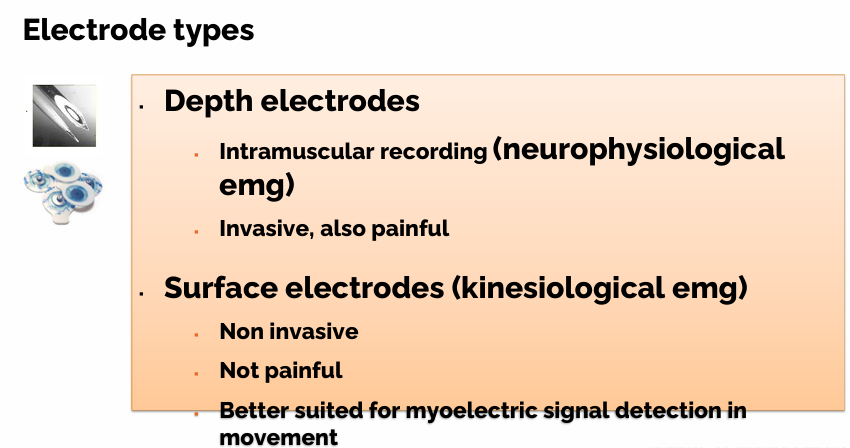 Electrode types
Depth electrodes
Intramuscular recording (neurophysiological
emg)
Invasive, also painful
Surface electrodes (kinesiological emg)
Non invasive
Not painful
Better suited for myoelectric signal detection in
movement